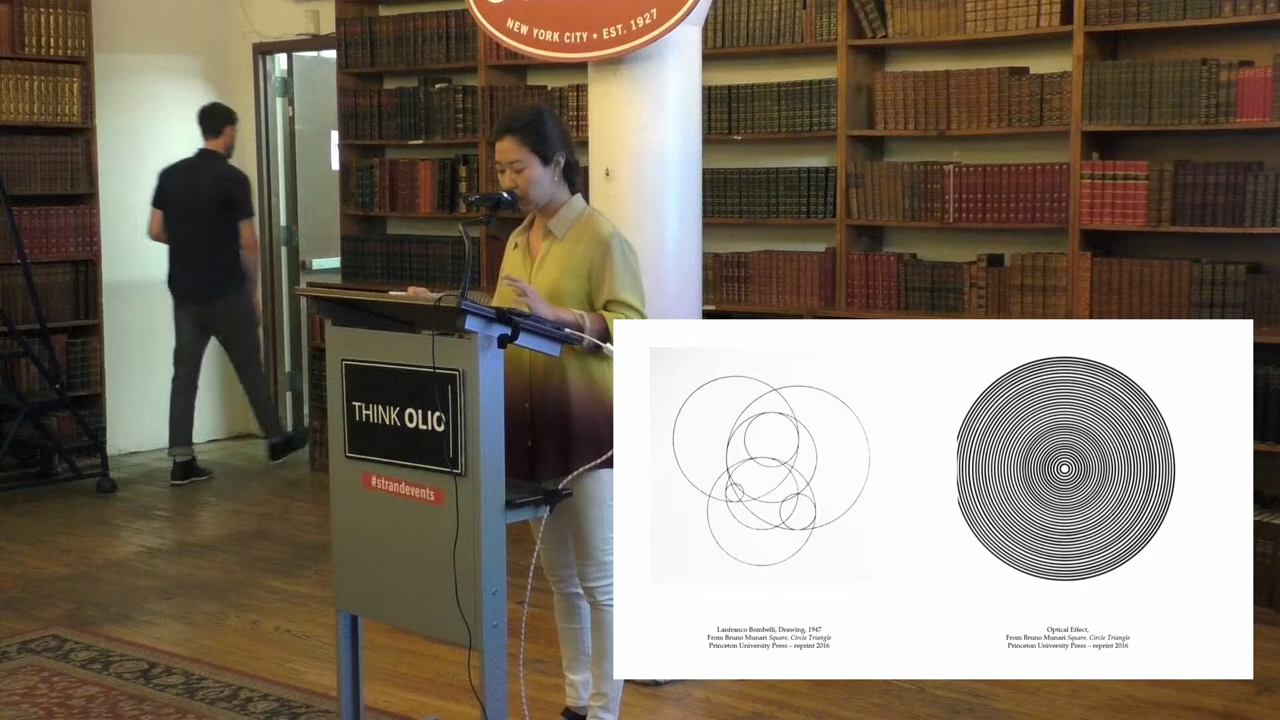 NEW YORK CITY ★ EST. 1927
THINK OLIO
#strandevents
Lanfranco Bombelli, Drawing, 1947
From Bruno Munari Square, Circle Triangle
Princeton University Press – reprint 2016
Optical Effect,
From Bruno Munari Square, Circle Triangle
Princeton University Press – reprint 2016